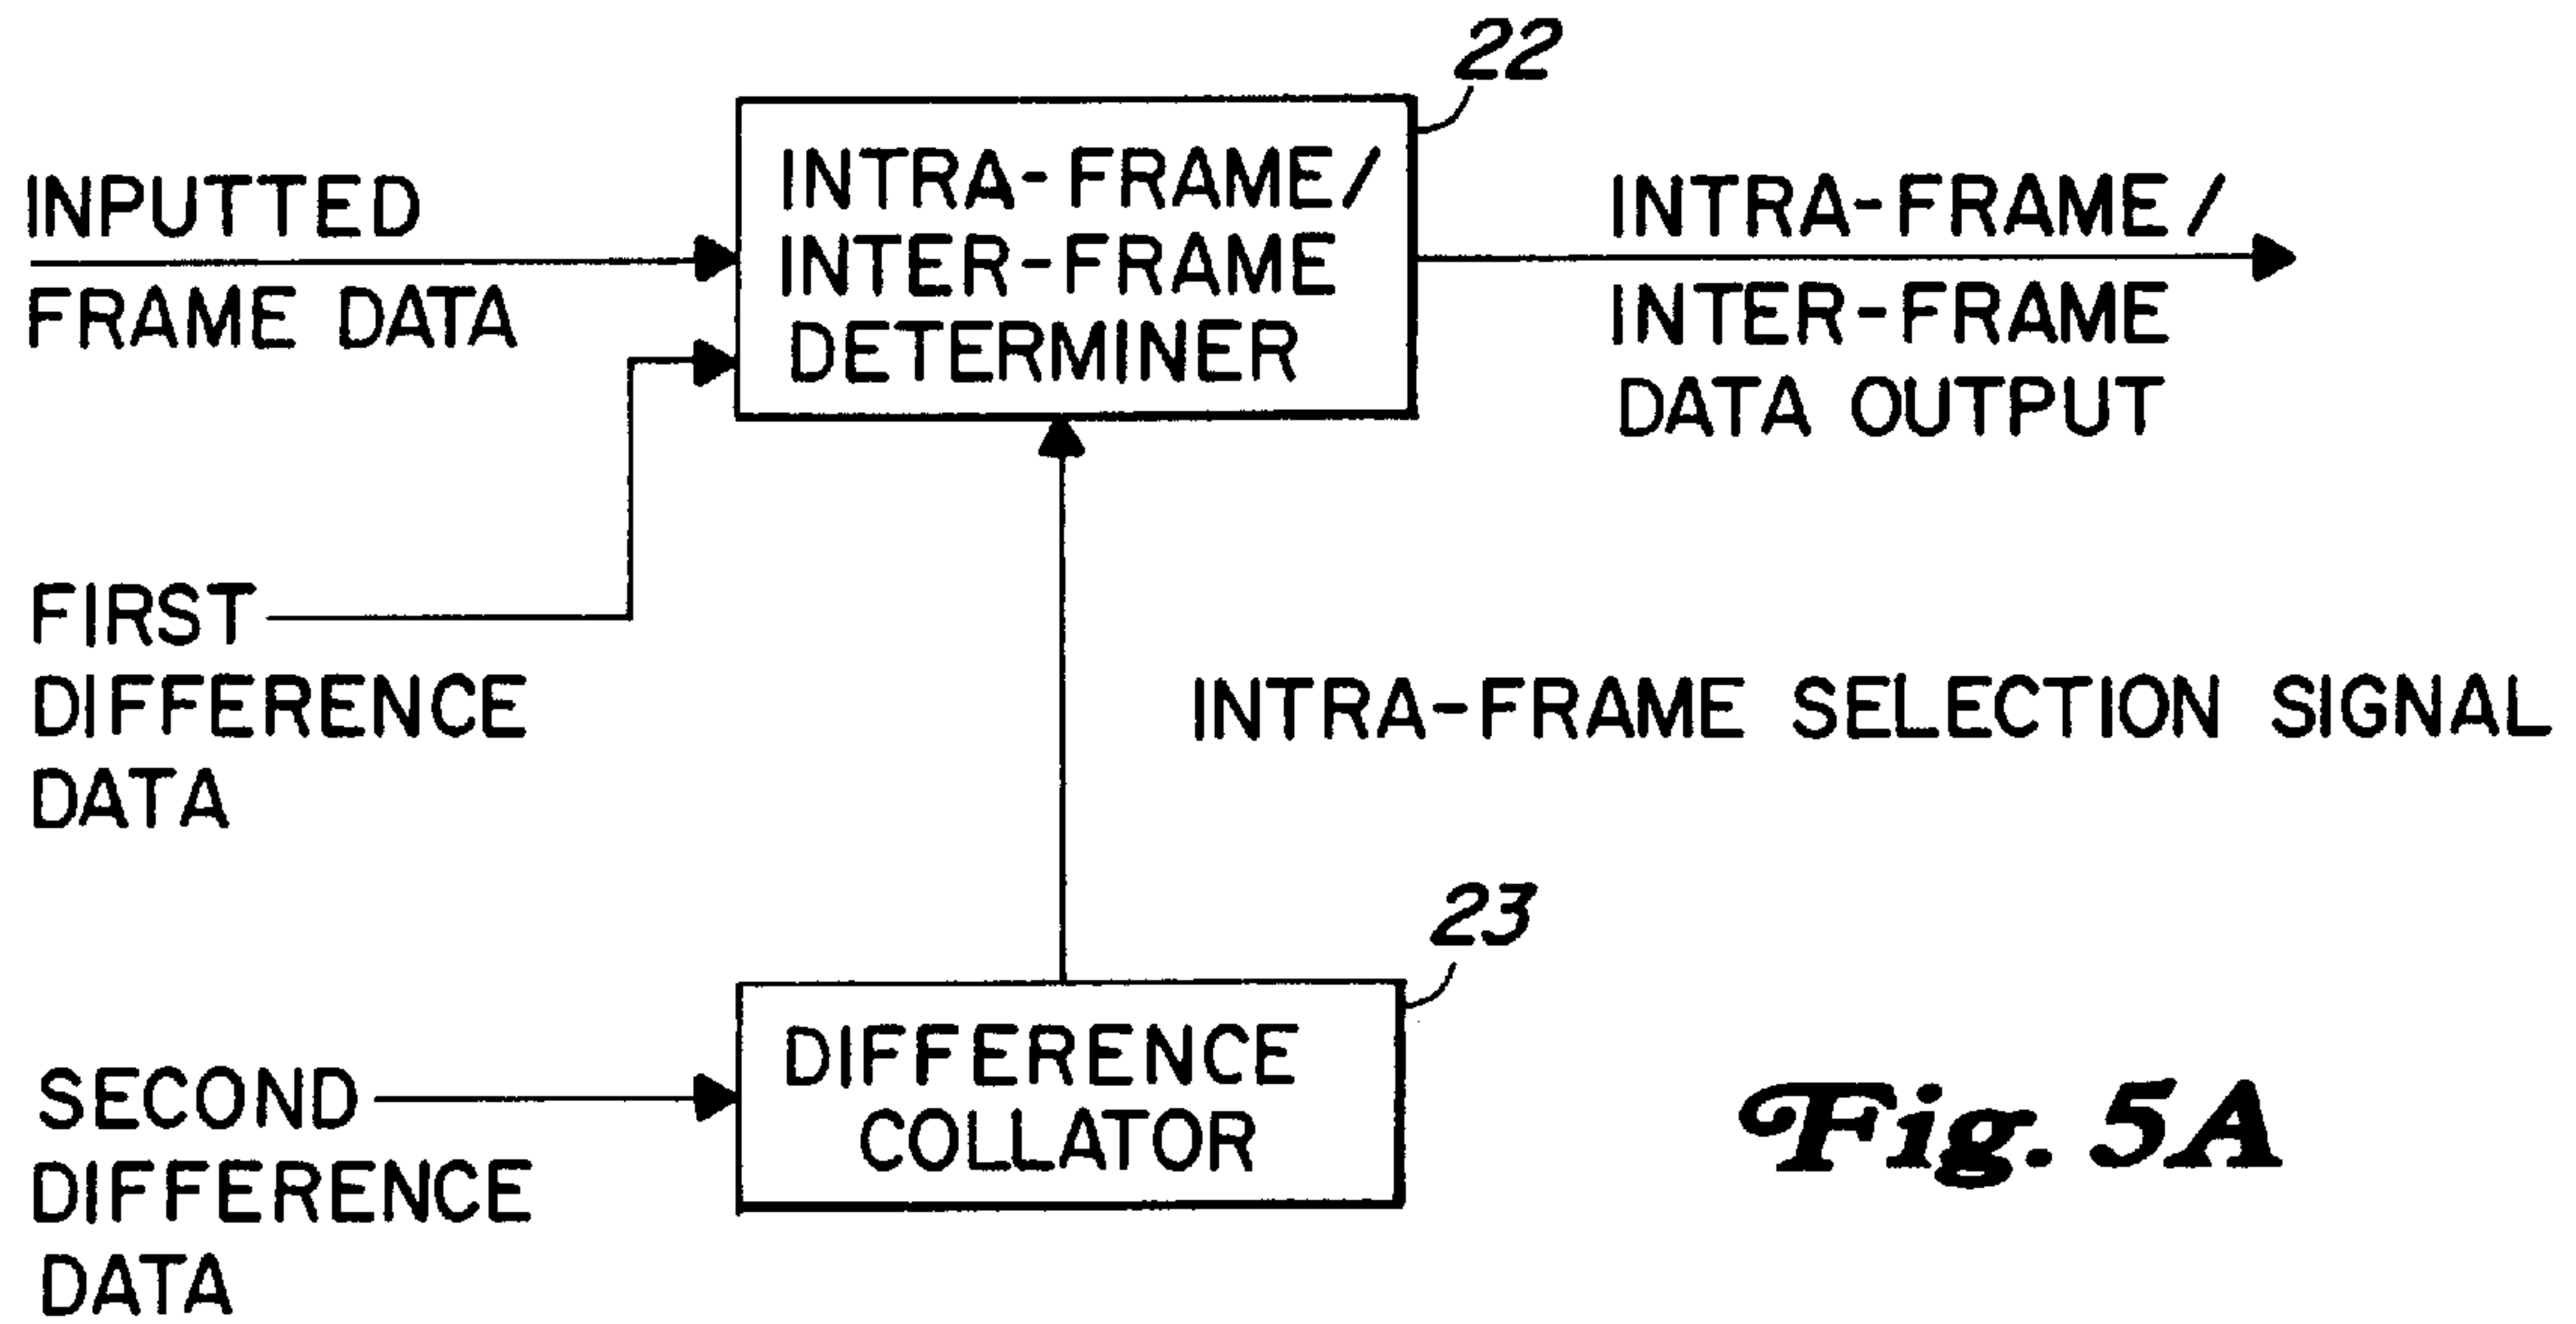 22
INTRA-FRAME/
INTER-FRAME
DETERMINER
INPUTTED
FRAME DATA
INTRA-FRAME/
INTER-FRAME
DATA OUTPUT
FIRST
DIFFERENCE
DATA
INTRA-FRAME SELECTION SIGNAL
23
DIFFERENCE
COLLATOR
SECOND
DIFFERENCE
DATA
Fig. 5A